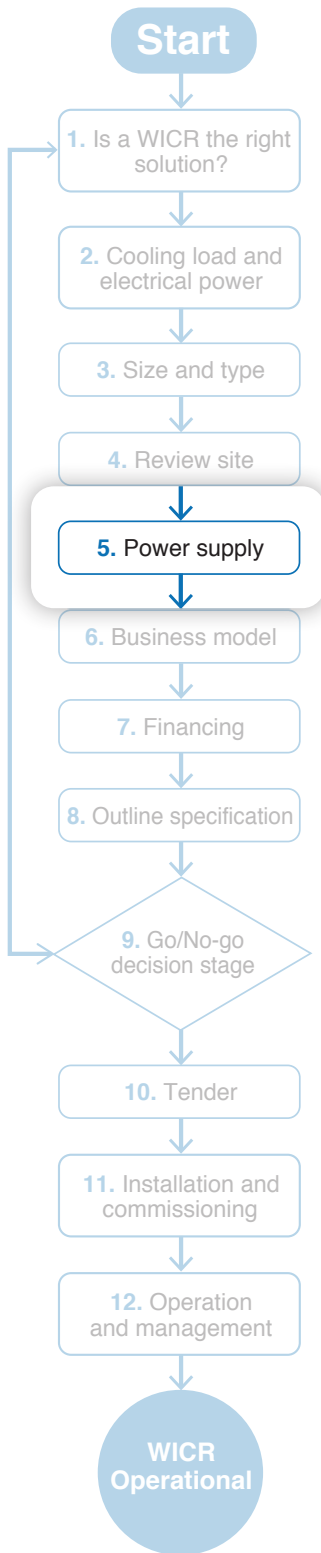 Start
1. Is a WICR the right
solution?
2. Cooling load and
electrical power
3. Size and type
4. Review site
5. Power supply
6. Business model
7. Financing
8. Outline specification
9. Go/No-go
decision stage
10. Tender
11. Installation and
commissioning
12. Operation
and management
WICR
Operational